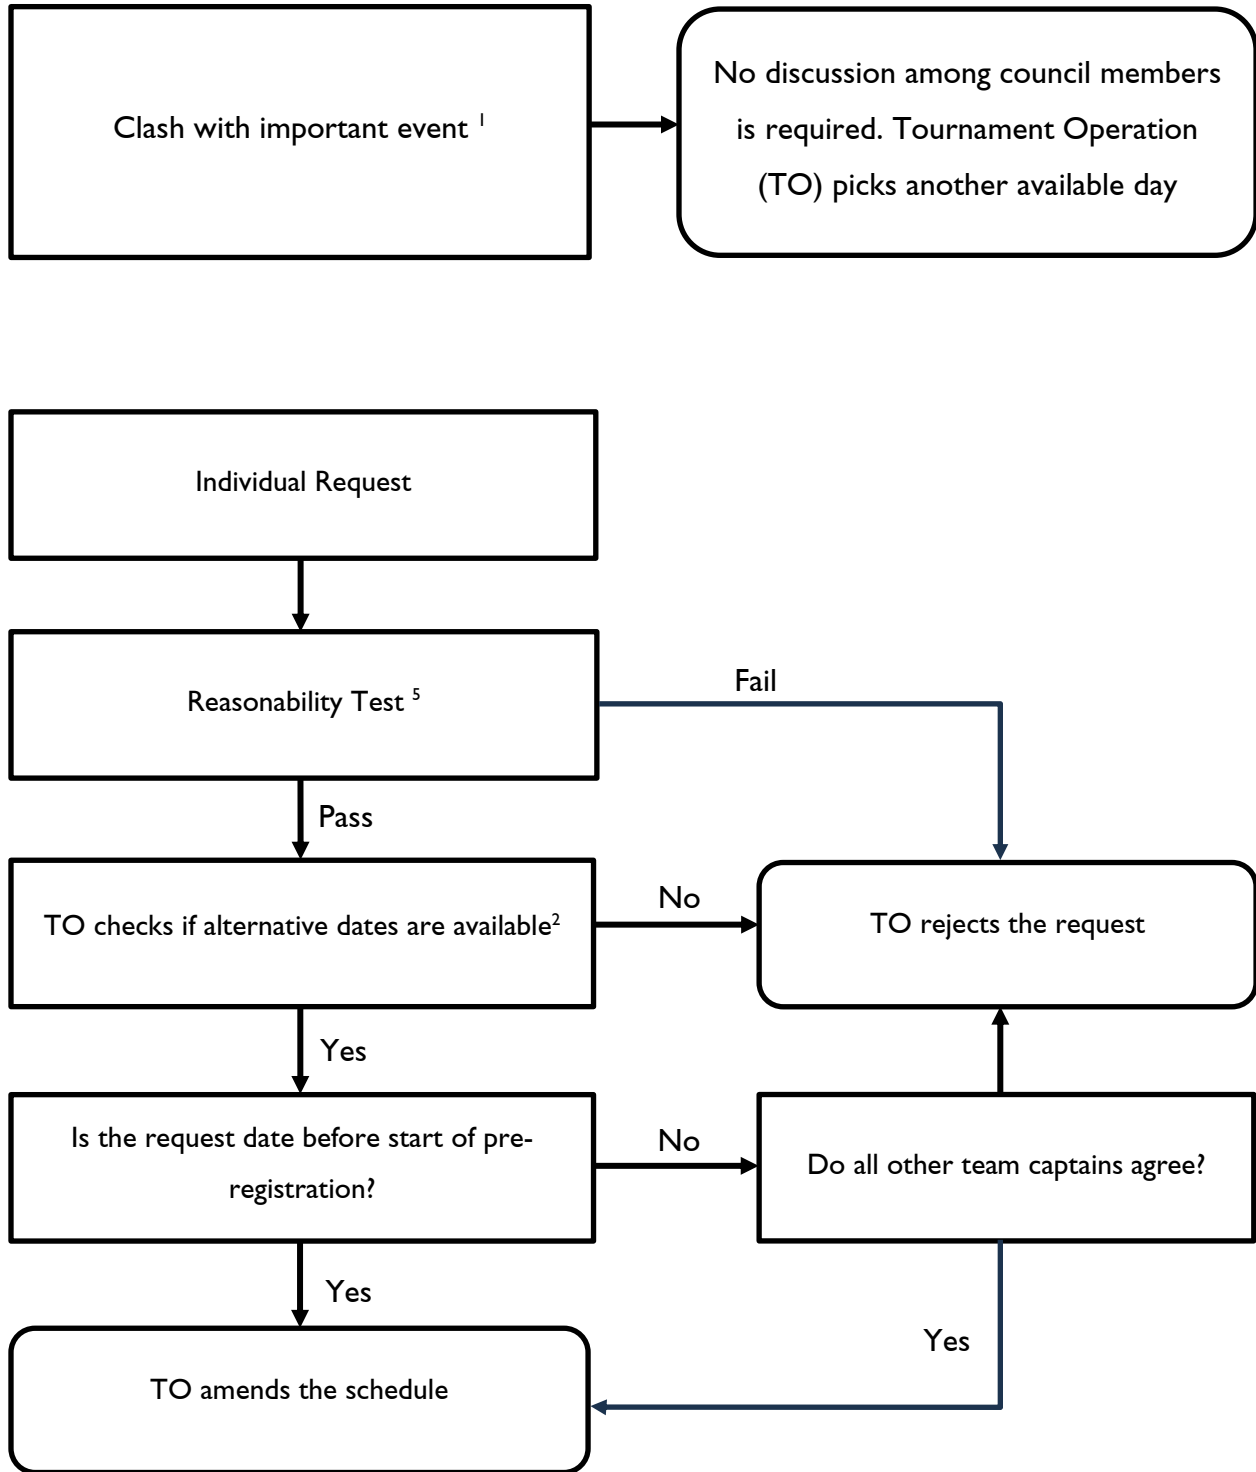 Clash with important event 1
No discussion among council members
is required. Tournament Operation
(TO) picks another available day
Individual Request
Reasonability Test 5
Fail
Pass
TO checks if alternative dates are available2
No
TO rejects the request
Yes
Is the request date before start of pre-
registration?
No
Do all other team captains agree?
Yes
Yes
TO amends the schedule